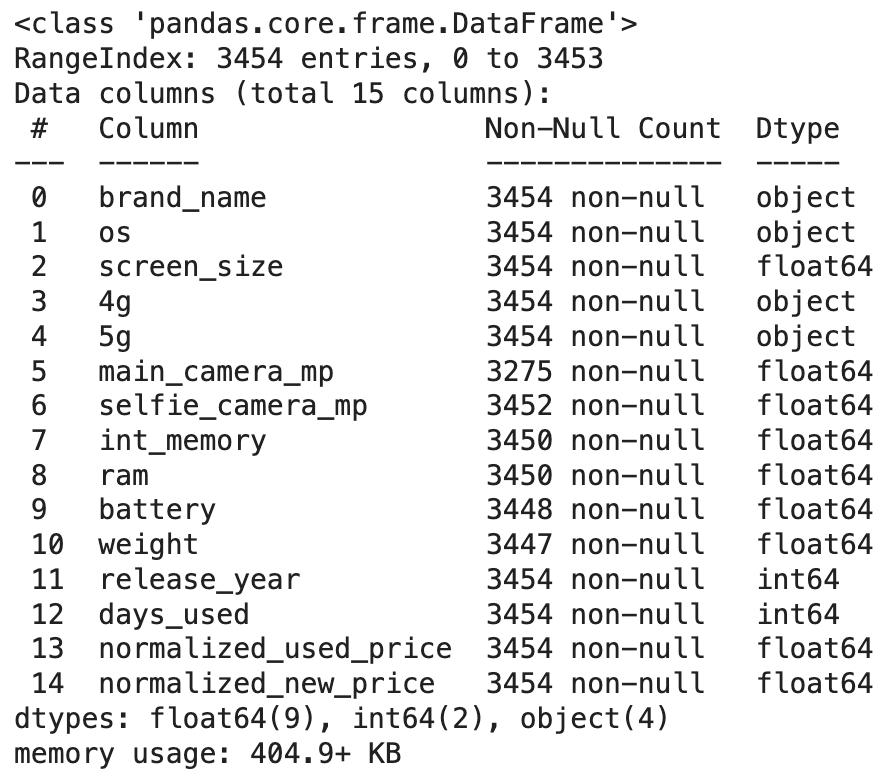 <class 'pandas.core.frame.DataFrame'>
RangeIndex: 3454 entries, 0 to 3453
Data columns (total 15 columns):
 #   Column                 Non-Null Count  Dtype
---  ------                 --------------  -----
 0   brand_name             3454 non-null   object
 1   os                     3454 non-null   object
 2   screen_size            3454 non-null   float64
 3   4g                     3454 non-null   object
 4   5g                     3454 non-null   object
 5   main_camera_mp         3275 non-null   float64
 6   selfie_camera_mp       3452 non-null   float64
 7   int_memory             3450 non-null   float64
 8   ram                    3450 non-null   float64
 9   battery                3448 non-null   float64
 10  weight                 3447 non-null   float64
 11  release_year           3454 non-null   int64
 12  days_used              3454 non-null   int64
 13  normalized_used_price  3454 non-null   float64
 14  normalized_new_price   3454 non-null   float64
dtypes: float64(9), int64(2), object(4)
memory usage: 404.9+ KB